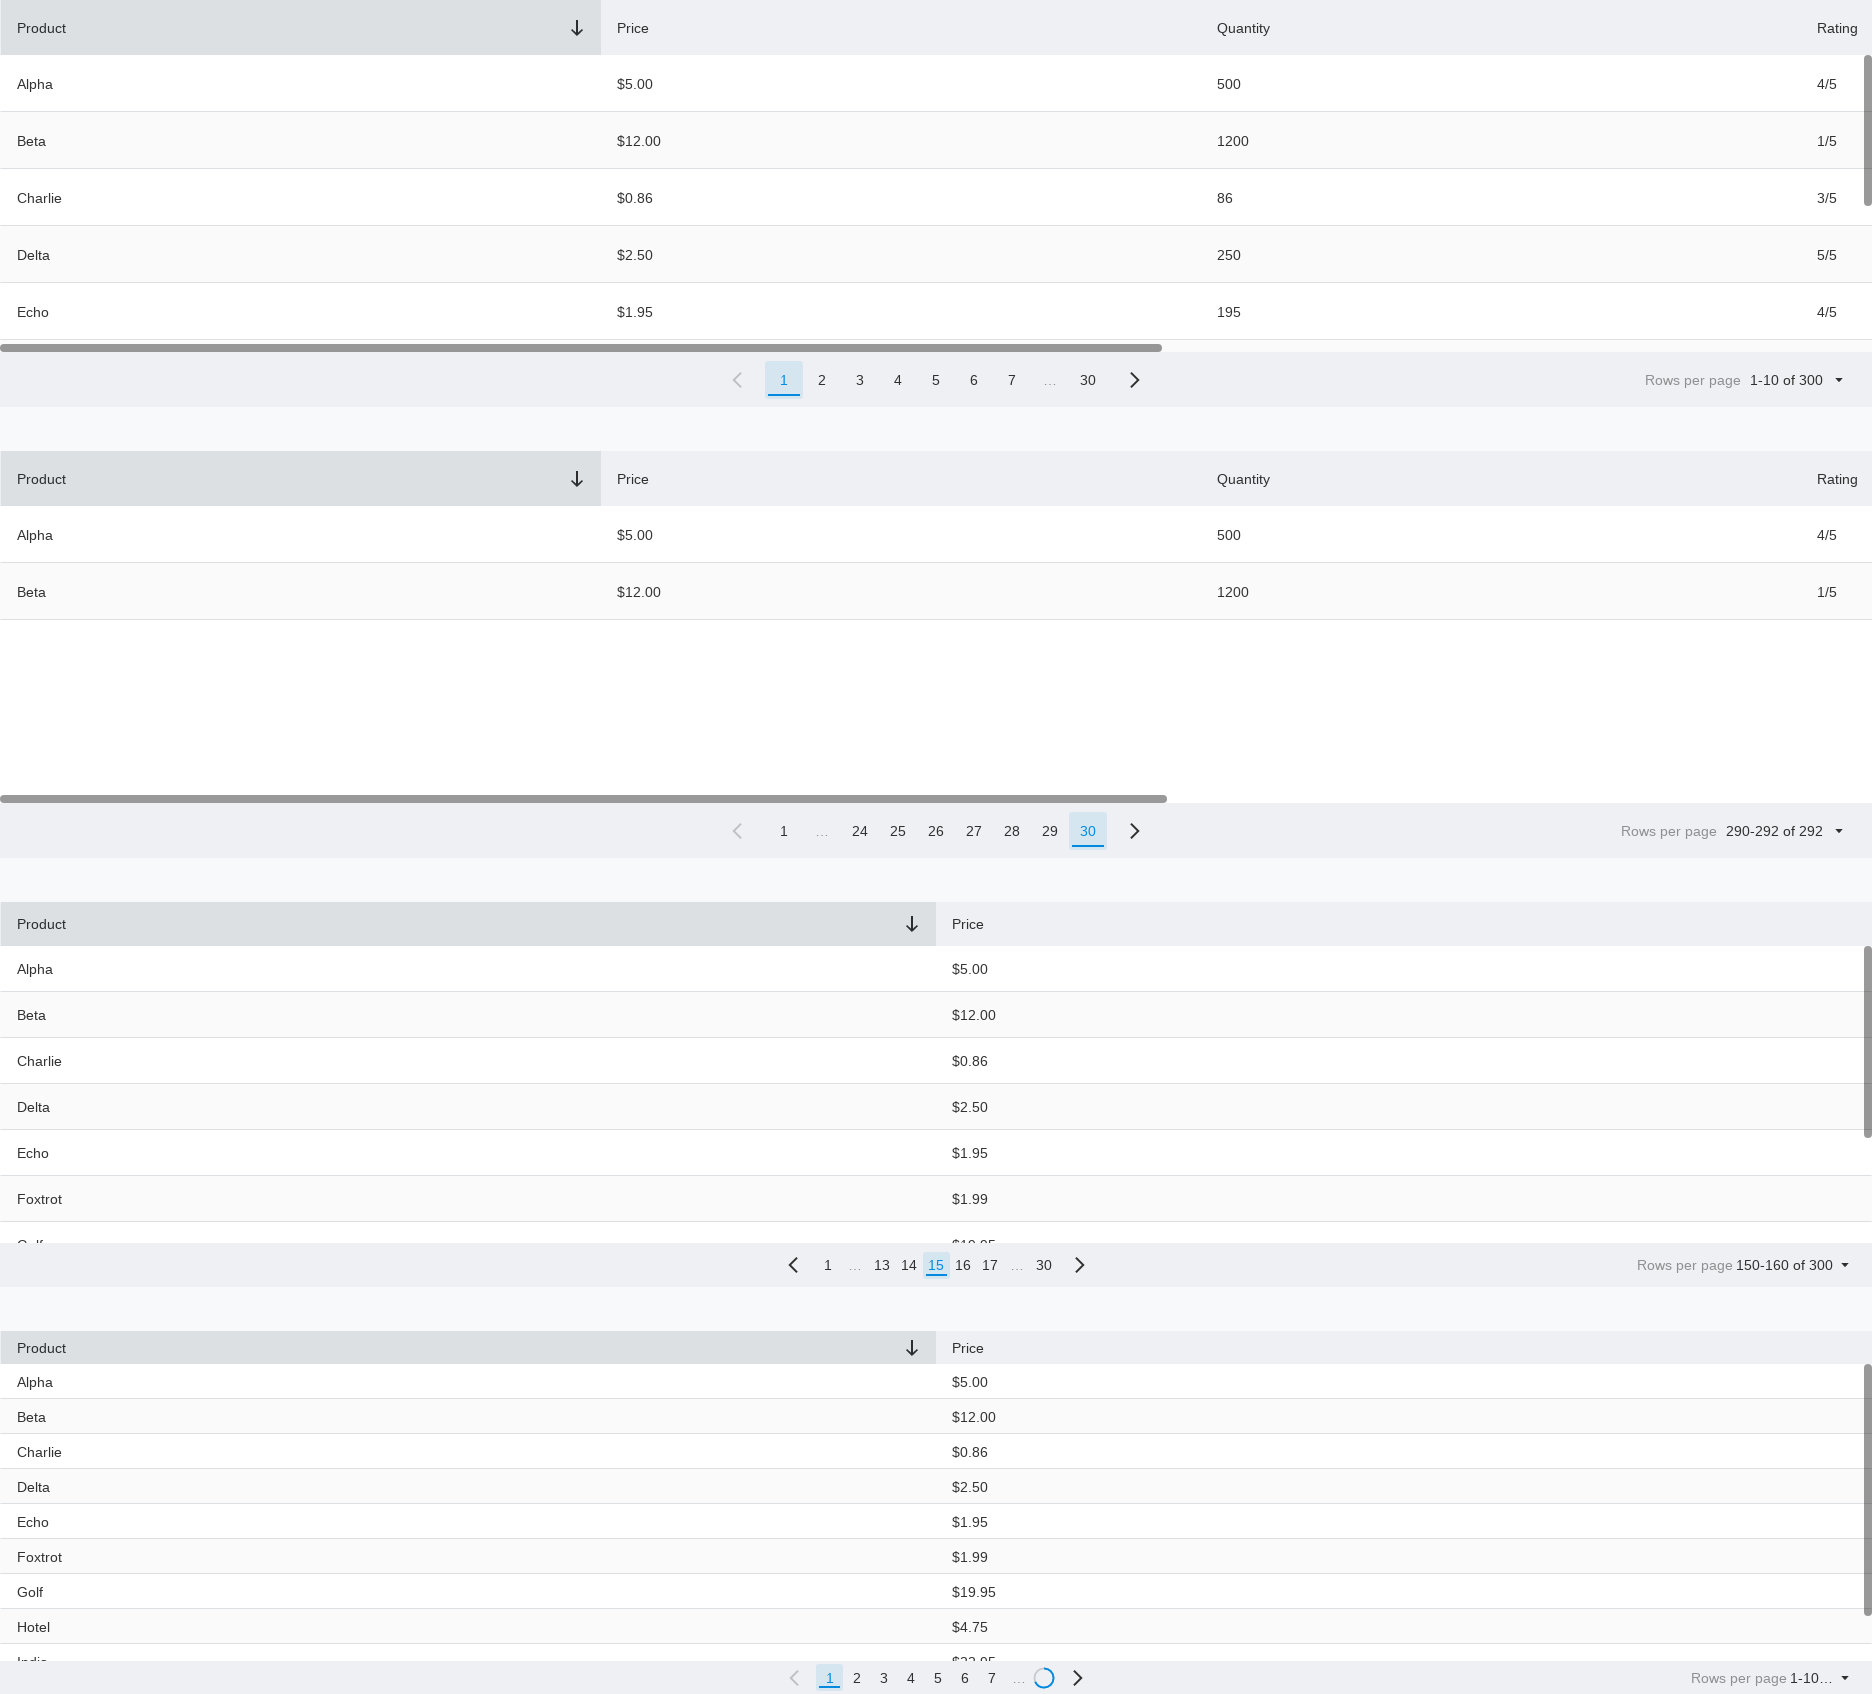 Product Price Quantity Rating
Alpha $5.00 500 4/5
Beta $12.00 1200 1/5
Charlie $0.86 86 3/5
Delta $2.50 250 5/5
Echo $1.95 195 4/5
1 2 3 4 5 6 7 ... 30 Rows per page 1-10 of 300
Product Price Quantity Rating
Alpha $5.00 500 4/5
Beta $12.00 1200 1/5
1 ... 24 25 26 27 28 29 30 Rows per page 290-292 of 292
Product Price
Alpha $5.00
Beta $12.00
Charlie $0.86
Delta $2.50
Echo $1.95
Foxtrot $1.99
Golf $19.95
1 ... 13 14 15 16 17 ... 30 Rows per page 150-160 of 300
Product Price
Alpha $5.00
Beta $12.00
Charlie $0.86
Delta $2.50
Echo $1.95
Foxtrot $1.99
Golf $19.95
Hotel $4.75
India $22.95
1 2 3 4 5 6 7 ... Rows per page 1-10...